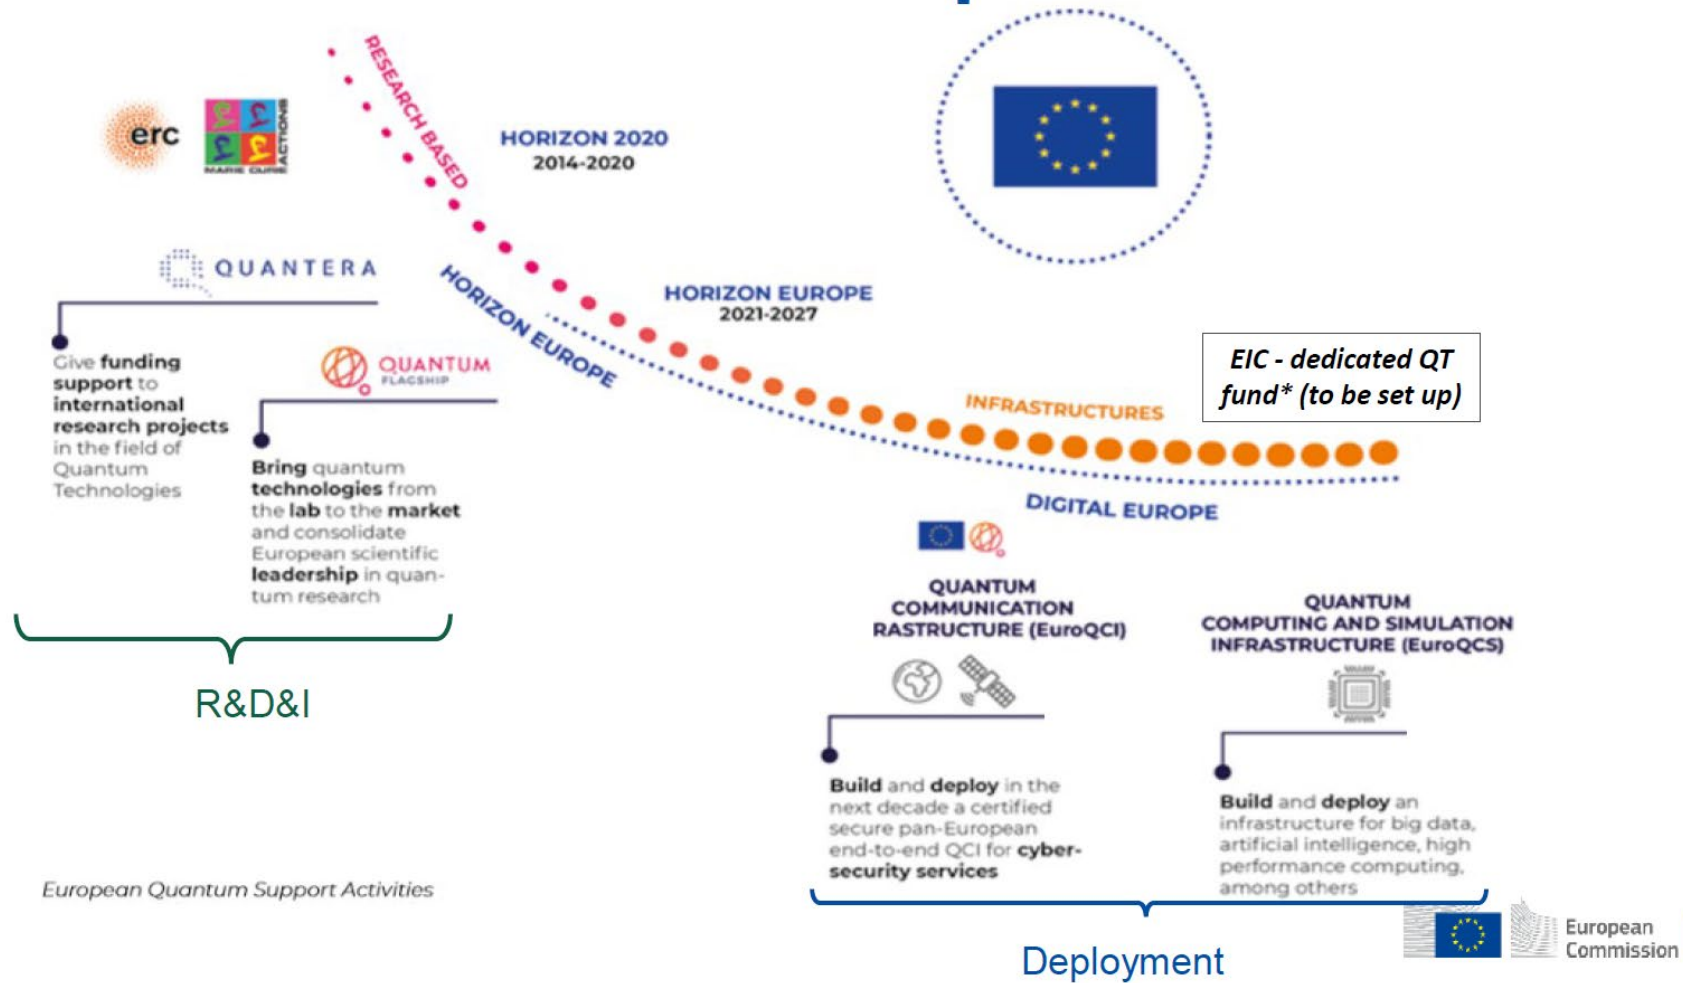 RESEARCH BASED
erc
MARIE CURIE
ACTIONS
HORIZON 2020
2014-2020
QUANTERA
HORIZON EUROPE
HORIZON EUROPE
2021-2027
Give funding
support to
international
research projects
in the field of
Quantum
Technologies
QUANTUM
FLAGSHIP
Bring quantum
technologies from
the lab to the market
and consolidate
European scientific
leadership in quan-
tum research
R&D&I
EIC - dedicated QT
fund* (to be set up)
INFRASTRUCTURES
DIGITAL EUROPE
QUANTUM
COMMUNICATION
RASTRUCTURE (EuroQCI)
QUANTUM
COMPUTING AND SIMULATION
INFRASTRUCTURE (EuroQCS)
Build and deploy in the
next decade a certified
secure pan-European
end-to-end QCI for cyber-
security services
Build and deploy an
infrastructure for big data,
artificial intelligence, high
performance computing,
among others
European Quantum Support Activities
Deployment
European
Commission